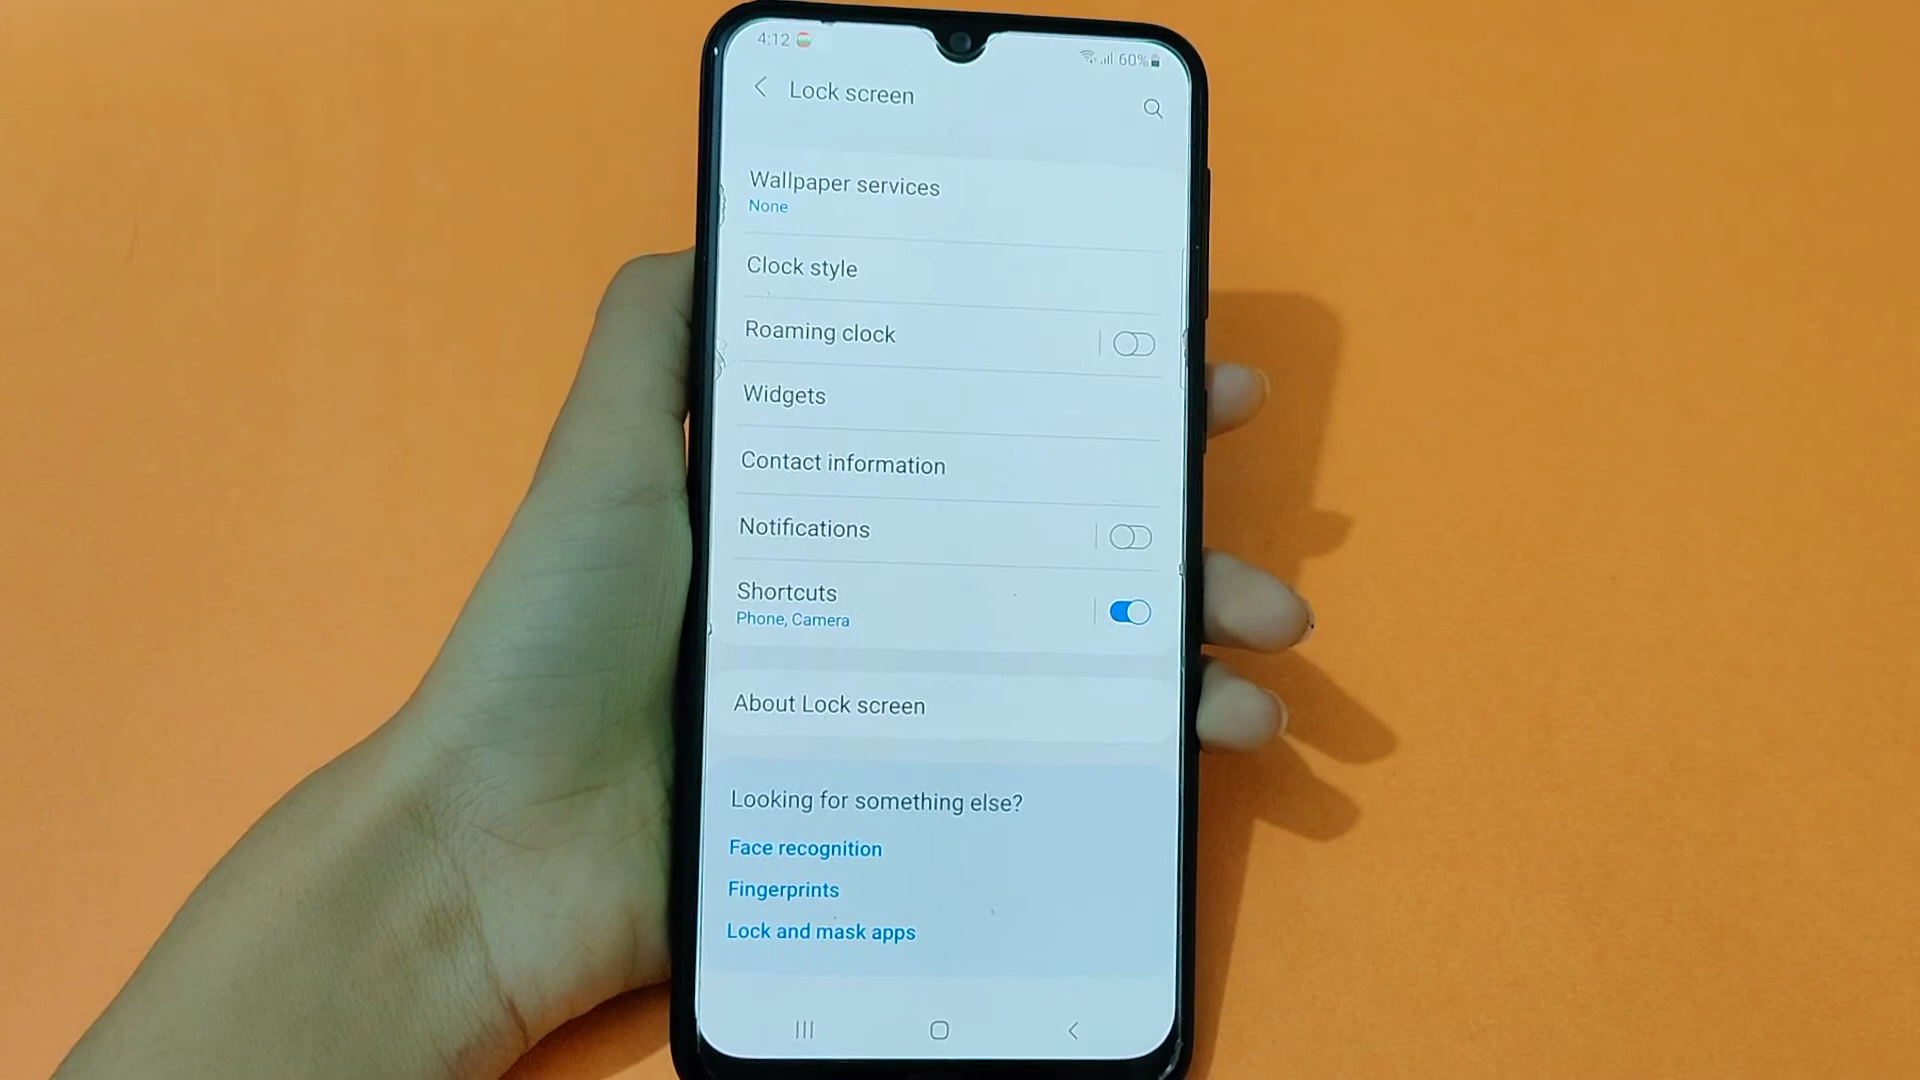 4:12
60%
Lock screen
Wallpaper services
None
Clock style
Roaming clock
Widgets
Contact information
Notifications
Shortcuts
Phone, Camera
About Lock screen
Looking for something else?
Face recognition
Fingerprints
Lock and mask apps